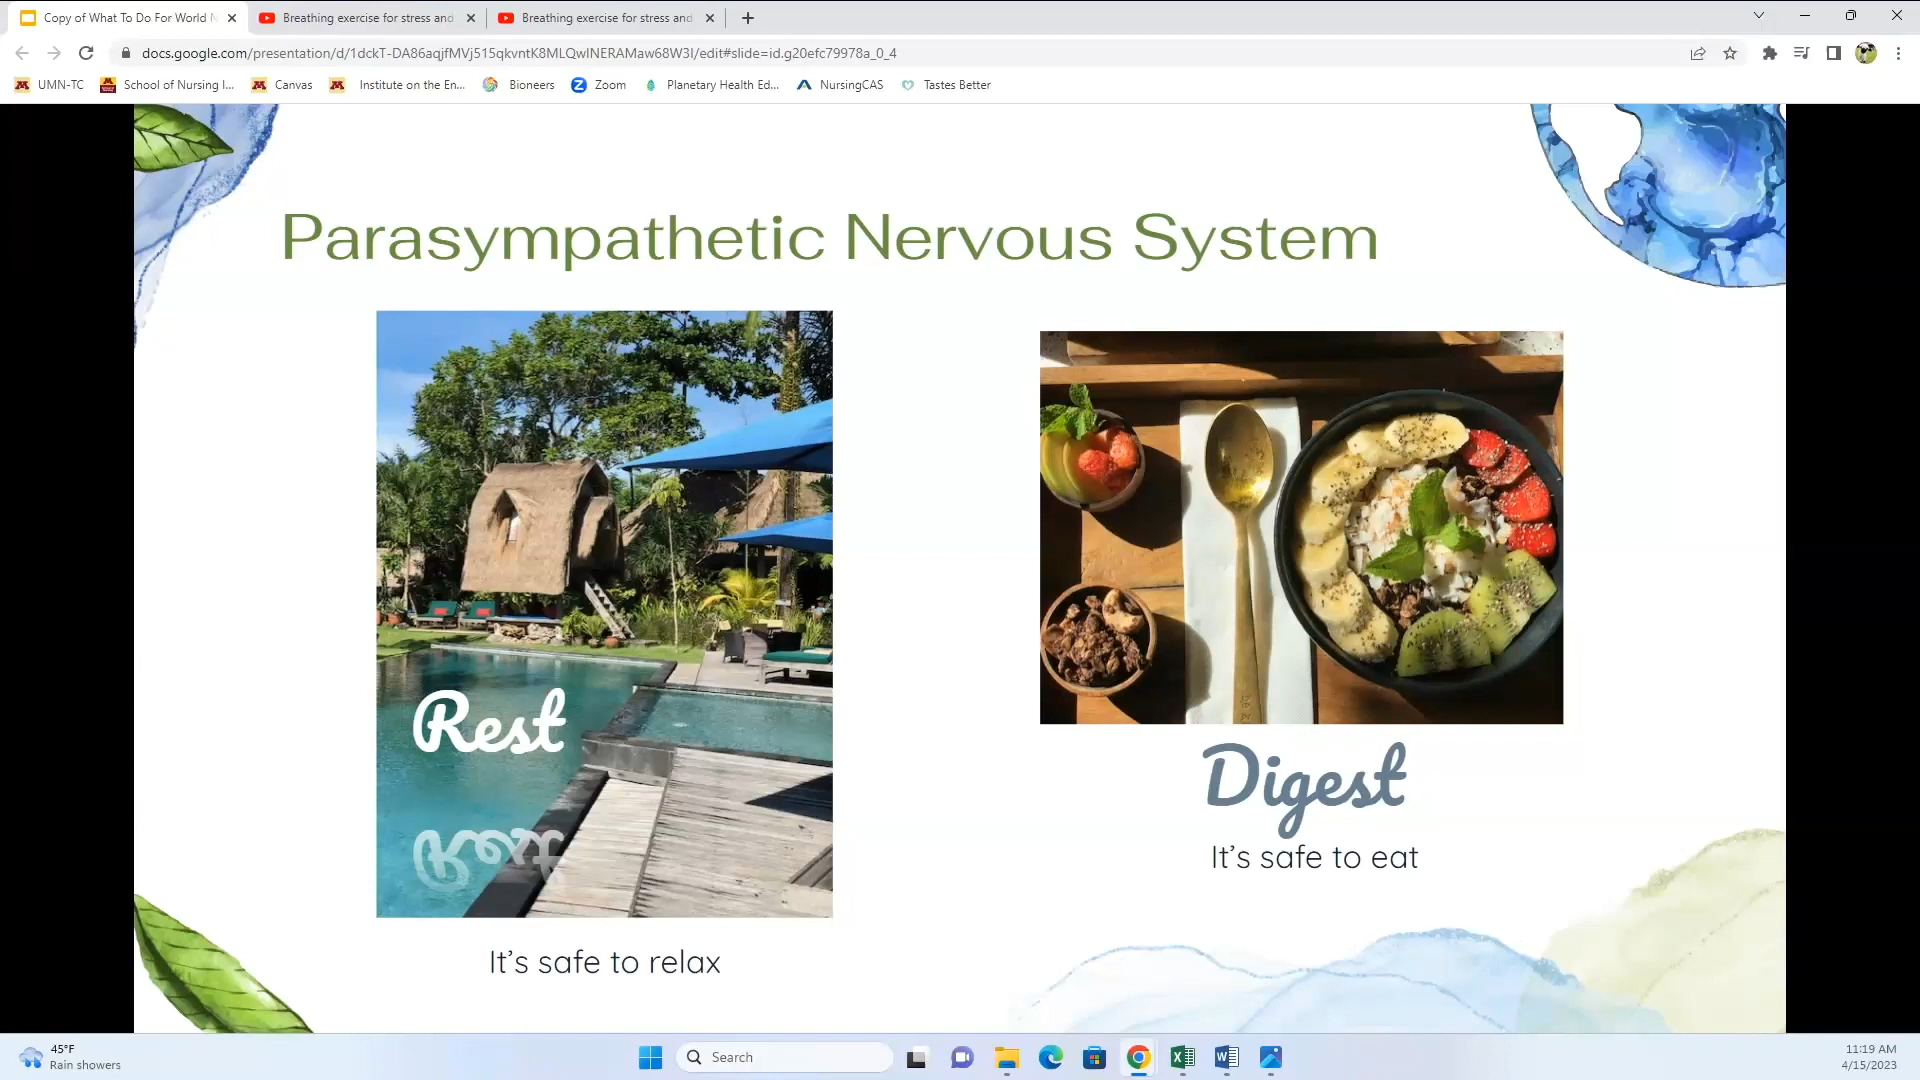 Copy of What To Do For World N
Breathing exercise for stress and
Breathing exercise for stress and
docs.google.com/presentation/d/1dckT-DA86aqjfMVj515qkvntK8MLQwlNERAMaw68W3I/edit#slide=id.g20efc79978a_0_4
UMN-TC
School of Nursing I...
Canvas
Institute on the En...
Bioneers
Zoom
Planetary Health Ed...
NursingCAS
Tastes Better
Parasympathetic Nervous System
Rest
It's safe to relax
Digest
It's safe to eat
45°F
Rain showers
Search
11:19 AM
4/15/2023